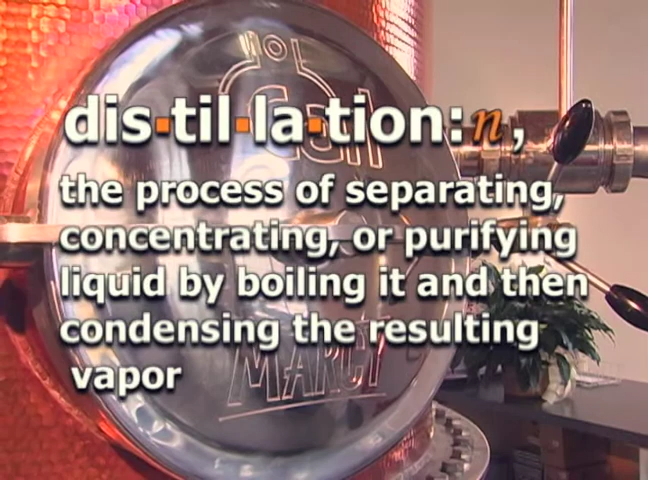 dis·til·la·tion: n,
the process of separating,
concentrating, or purifying
liquid by boiling it and then
condensing the resulting
vapor